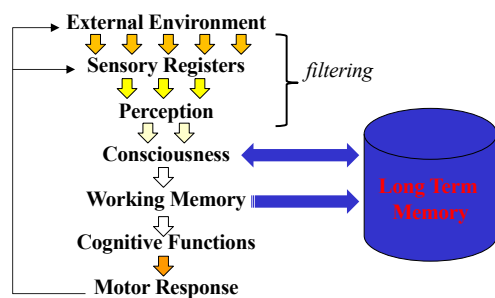 External Environment
Sensory Registers
filtering
Perception
Consciousness
Long Term
Memory
Working Memory
Cognitive Functions
Motor Response